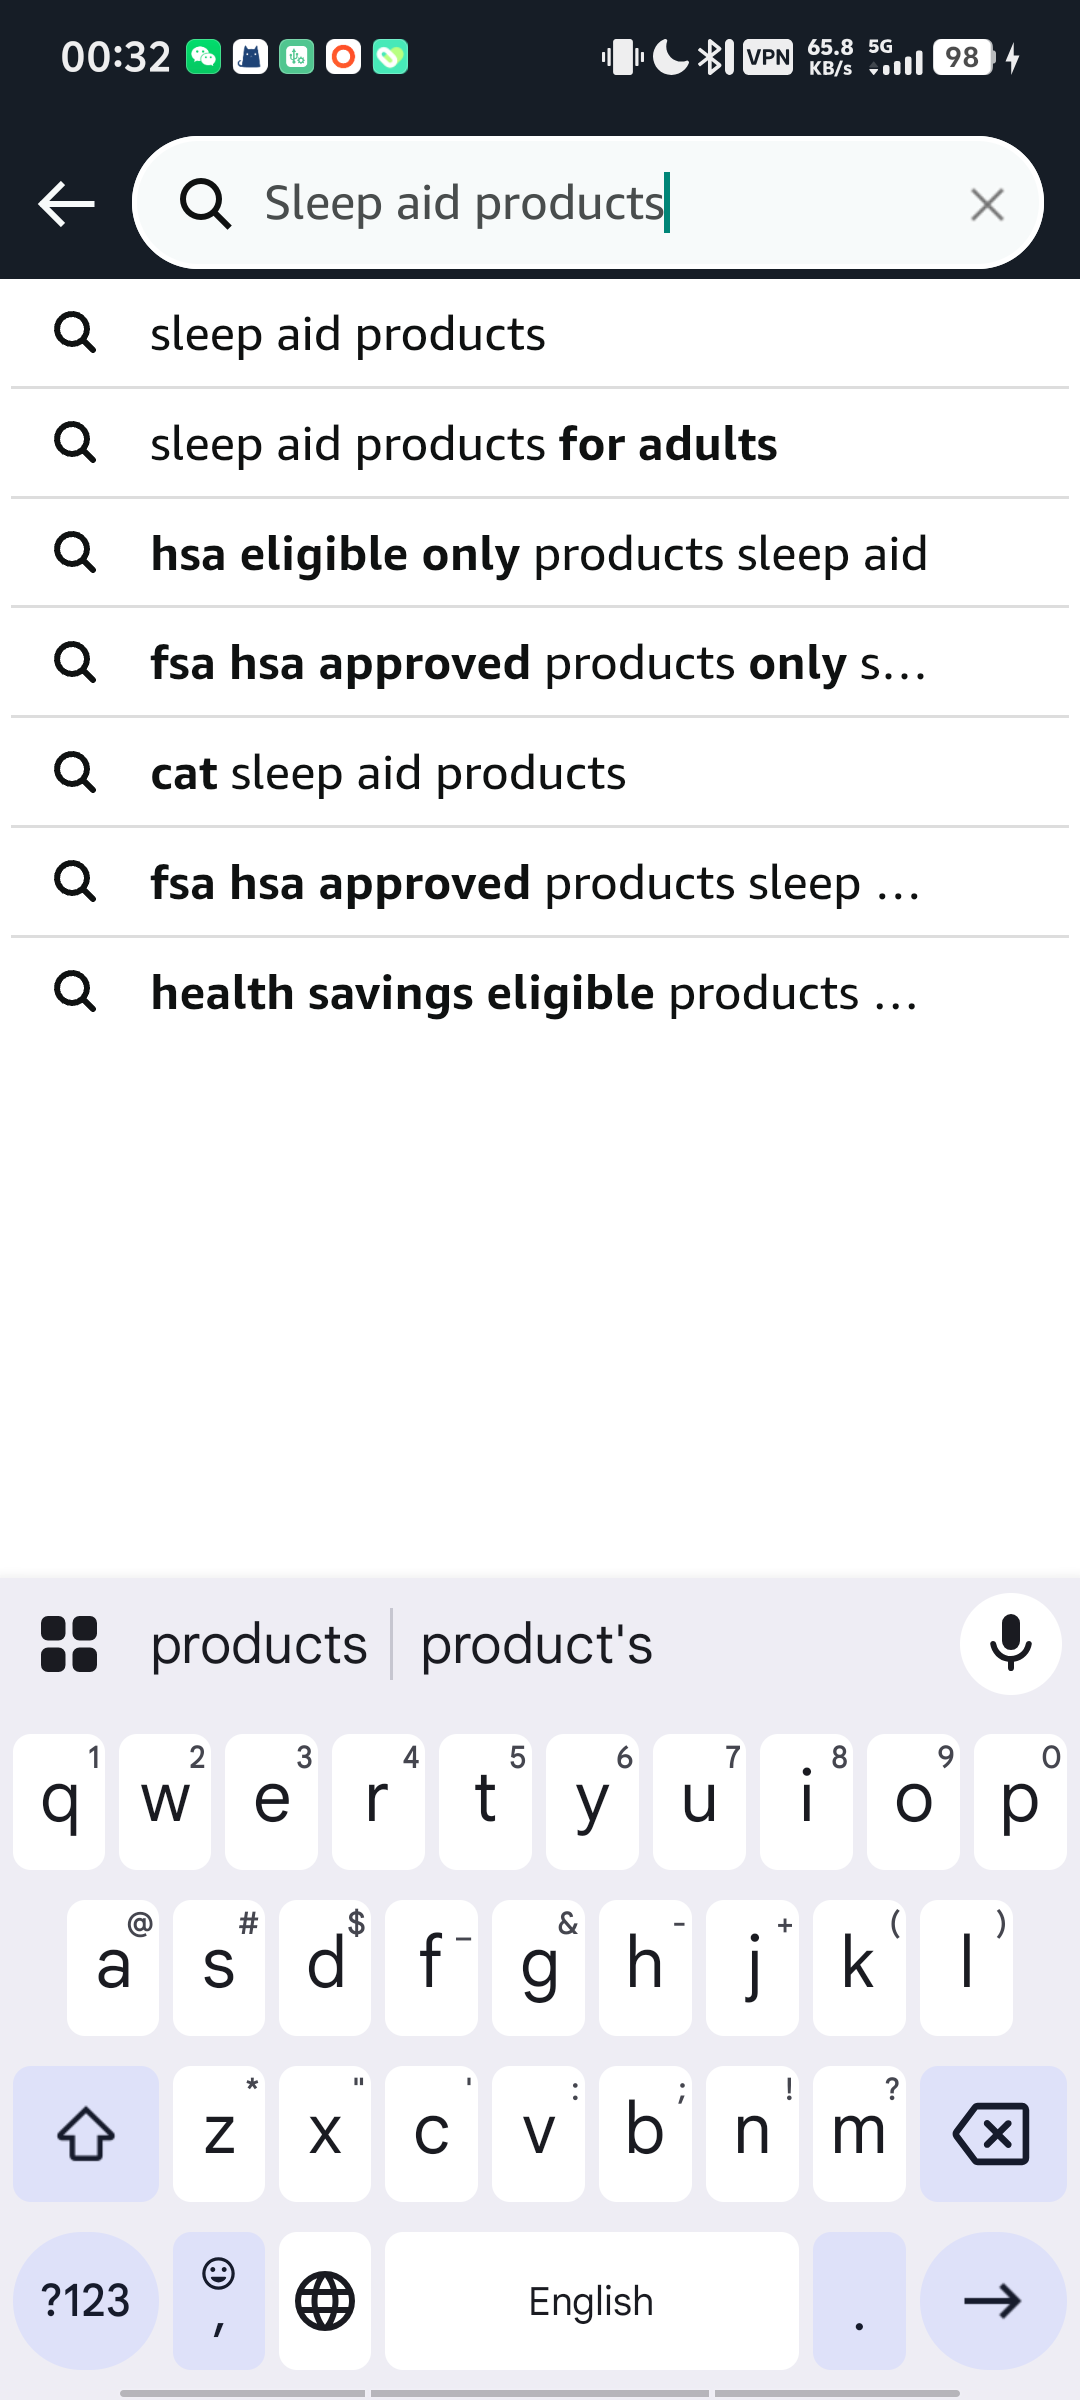 00:32 VPN 65.8 KB/s 5G 98
Sleep aid products
sleep aid products
sleep aid products for adults
hsa eligible only products sleep aid
fsa hsa approved products only s...
cat sleep aid products
fsa hsa approved products sleep ...
health savings eligible products ...
products product's
1 2 3 4 5 6 7 8 9 0
q w e r t y u i o p
@ # $ _ & - + ( )
a s d f g h j k l
* " ' : ; ! ?
z x c v b n m
?123 , English .